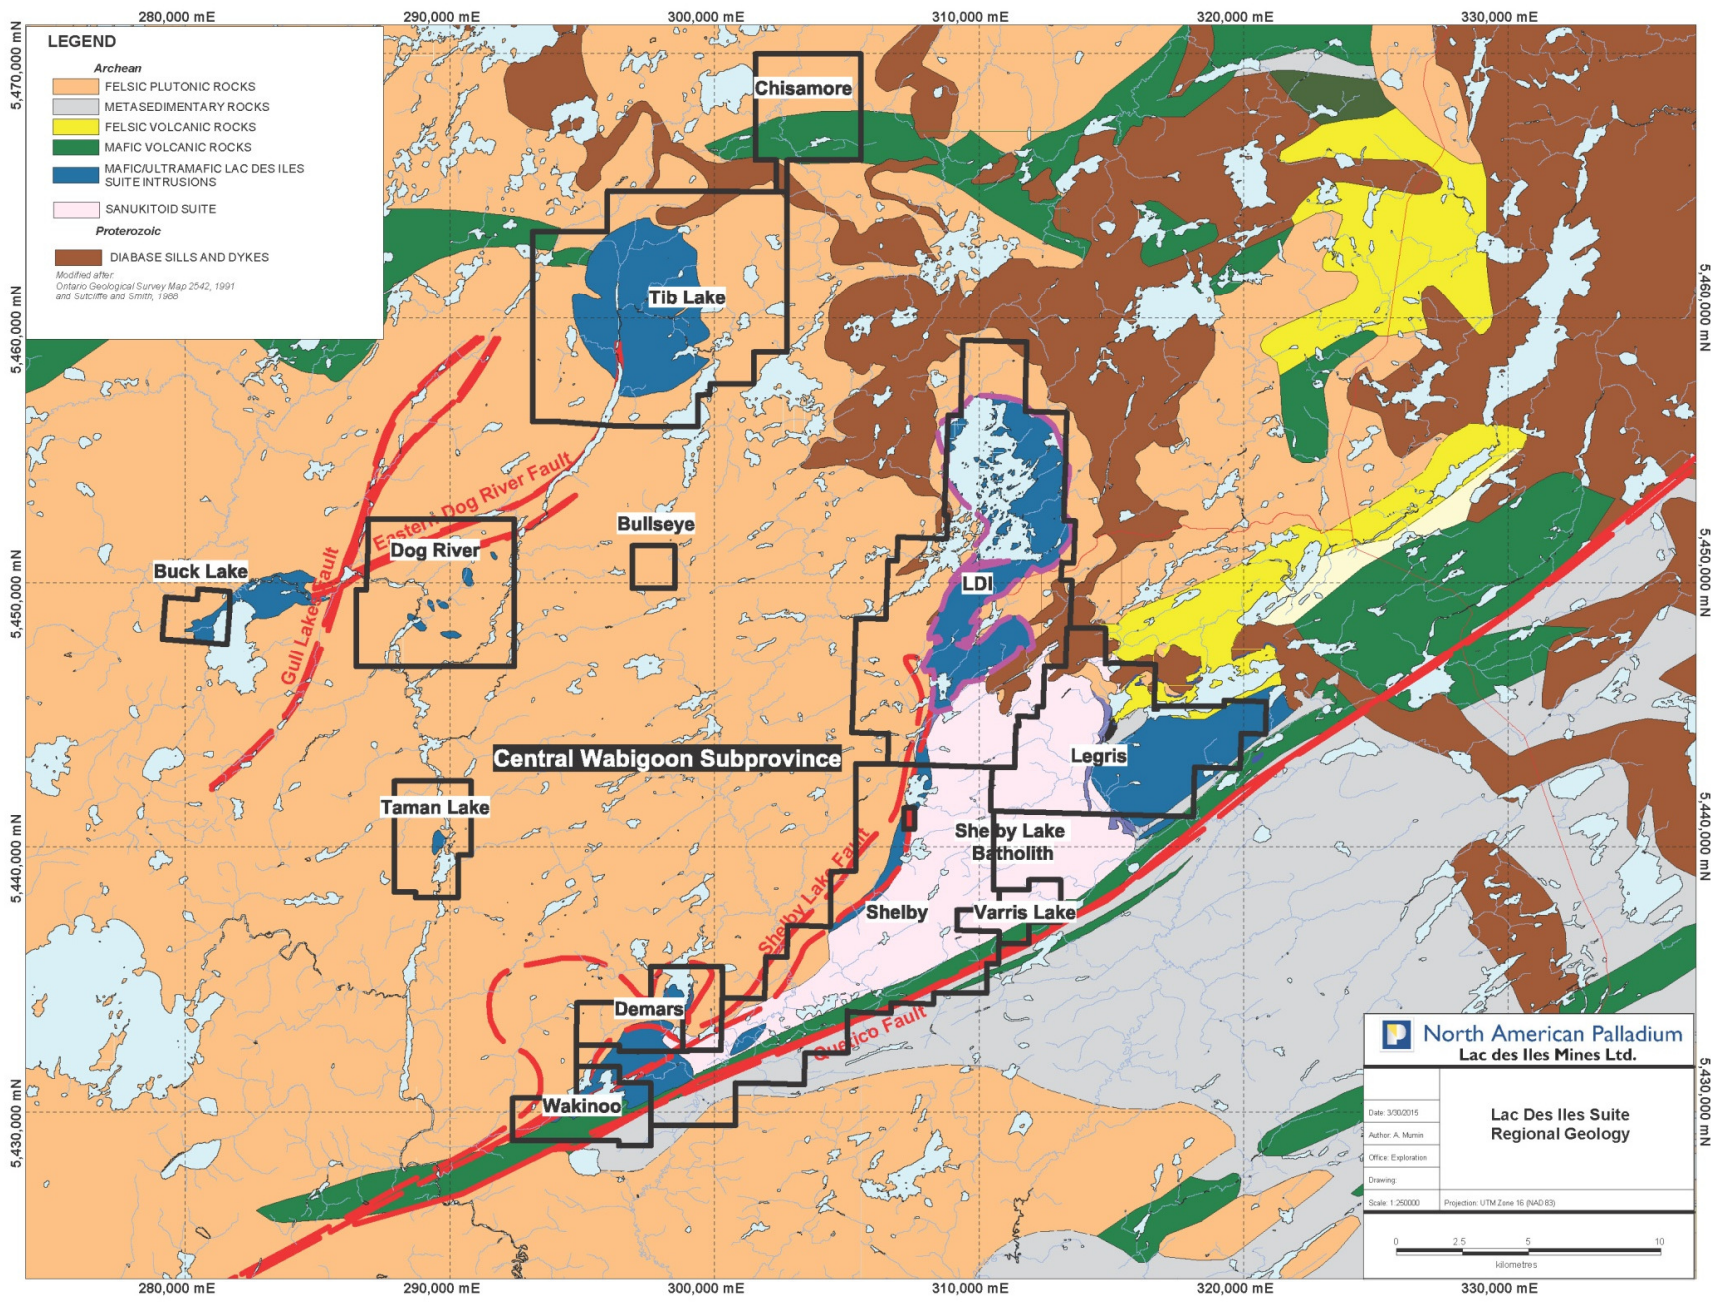 280,000 mE
290,000 mE
300,000 mE
310,000 mE
320,000 mE
330,000 mE
5,470,000 mN
5,460,000 mN
5,450,000 mN
5,440,000 mN
5,430,000 mN
LEGEND
Archean
FELSIC PLUTONIC ROCKS
METASEDIMENTARY ROCKS
FELSIC VOLCANIC ROCKS
MAFIC VOLCANIC ROCKS
MAFIC/ULTRAMAFIC LAC DES ILES
SUITE INTRUSIONS
SANUKITOID SUITE
Proterozoic
DIABASE SILLS AND DYKES
Modified after:
Ontario Geological Survey Map 2542, 1991
and Sutcliffe and Smith, 1988
Chisamore
Tib Lake
Eastern Dog River Fault
Bullseye
Dog River
Buck Lake
Gull Lake Fault
LDI
Central Wabigoon Subprovince
Legris
Taman Lake
Shelby Lake
Batholith
Shelby Lake Fault
Shelby
Varris Lake
Demars
Quetico Fault
Wakinoo
5,460,000 mN
5,450,000 mN
5,440,000 mN
5,430,000 mN
North American Palladium
Lac des Iles Mines Ltd.
Date: 3/30/2015
Author: A. Mumin
Office: Exploration
Drawing:
Scale: 1:250000
Lac Des Iles Suite
Regional Geology
Projection: UTM Zone 16 (NAD 83)
0 2.5 5 10
kilometres
280,000 mE
290,000 mE
300,000 mE
310,000 mE
320,000 mE
330,000 mE